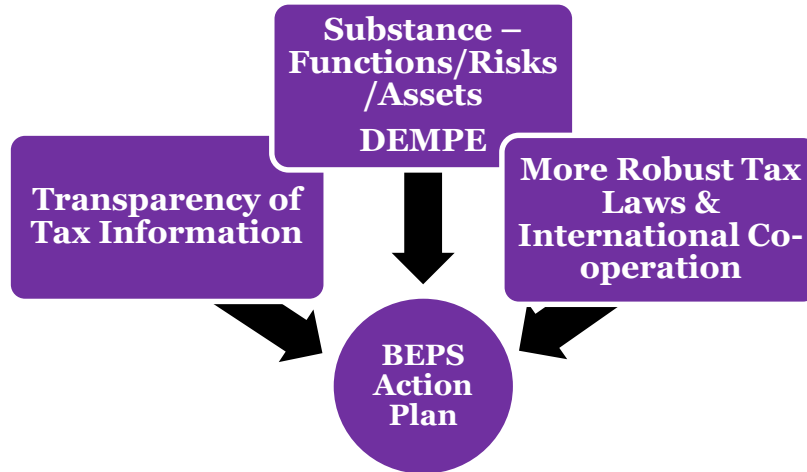 Transparency of
Tax Information
Substance –
Functions/Risks
/Assets
DEMPE
More Robust Tax
Laws &
International Co-
operation
BEPS
Action
Plan